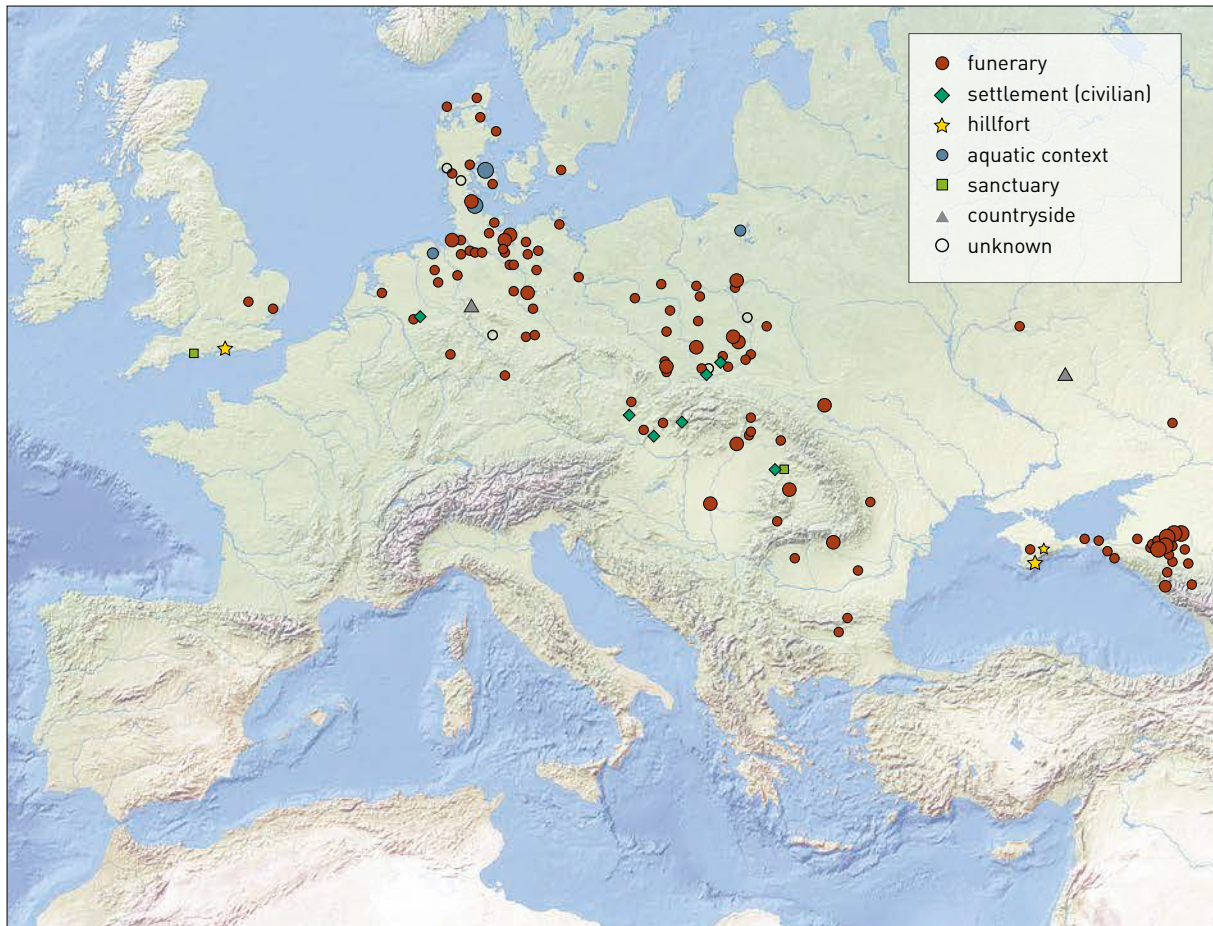 funerary
settlement (civilian)
hillfort
aquatic context
sanctuary
countryside
unknown